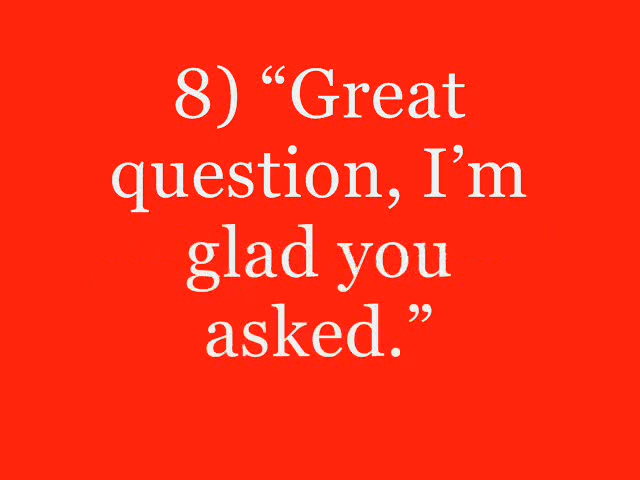 8) “Great
question, I’m
glad you
asked.”